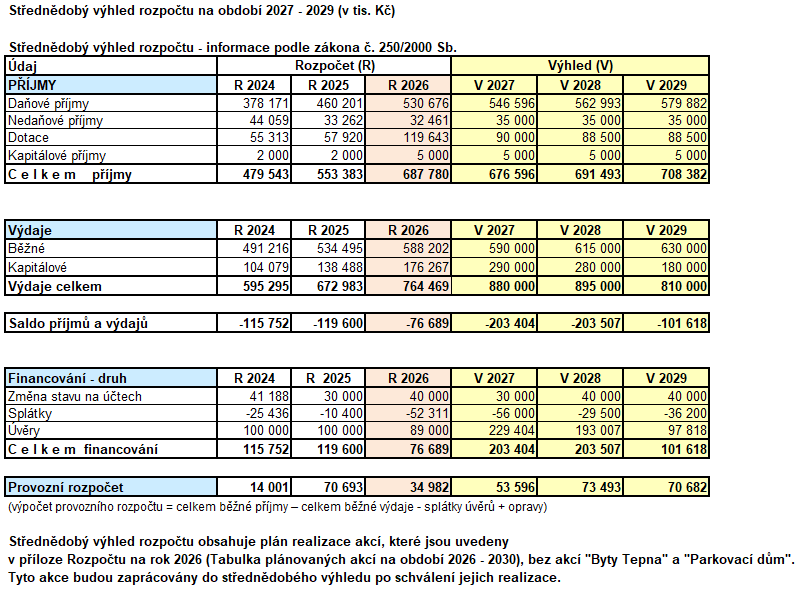 Střednědobý výhled rozpočtu na období 2027 - 2029 (v tis. Kč)
Střednědobý výhled rozpočtu - informace podle zákona č. 250/2000 Sb.
Údaj Rozpočet (R) Výhled (V)
PŘÍJMY R 2024 R 2025 R 2026 V 2027 V 2028 V 2029
Daňové příjmy 378 171 460 201 530 676 546 596 562 993 579 882
Nedaňové příjmy 44 059 33 262 32 461 35 000 35 000 35 000
Dotace 55 313 57 920 119 643 90 000 88 500 88 500
Kapitálové příjmy 2 000 2 000 5 000 5 000 5 000 5 000
C e l k e m příjmy 479 543 553 383 687 780 676 596 691 493 708 382
Výdaje R 2024 R 2025 R 2026 V 2027 V 2028 V 2029
Běžné 491 216 534 495 588 202 590 000 615 000 630 000
Kapitálové 104 079 138 488 176 267 290 000 280 000 180 000
Výdaje celkem 595 295 672 983 764 469 880 000 895 000 810 000
Saldo příjmů a výdajů -115 752 -119 600 -76 689 -203 404 -203 507 -101 618
Financování - druh R 2024 R 2025 R 2026 V 2027 V 2028 V 2029
Změna stavu na účtech 41 188 30 000 40 000 30 000 40 000 40 000
Splátky -25 436 -10 400 -52 311 -56 000 -29 500 -36 200
Úvěry 100 000 100 000 89 000 229 404 193 007 97 818
C e l k e m financování 115 752 119 600 76 689 203 404 203 507 101 618
Provozní rozpočet 14 001 70 693 34 982 53 596 73 493 70 682
(výpočet provozního rozpočtu = celkem běžné příjmy – celkem běžné výdaje - splátky úvěrů + opravy)
Střednědobý výhled rozpočtu obsahuje plán realizace akcí, které jsou uvedeny
v příloze Rozpočtu na rok 2026 (Tabulka plánovaných akcí na období 2026 - 2030), bez akcí "Byty Tepna" a "Parkovací dům".
Tyto akce budou zaprácovány do střednědobého výhledu po schválení jejich realizace.